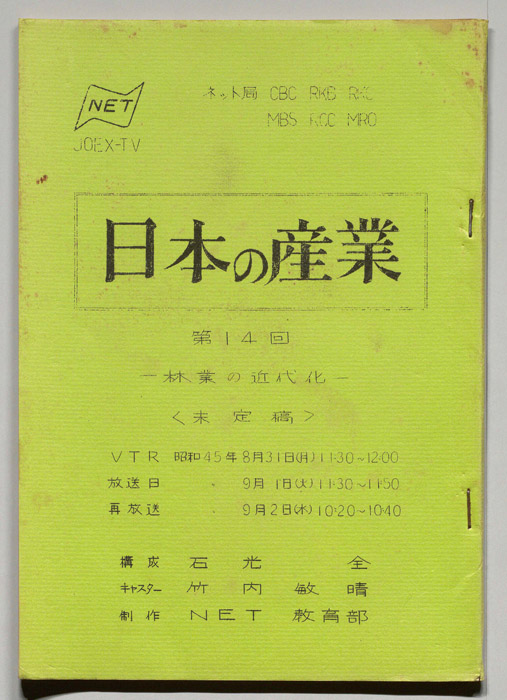 NET
JOEX-TV
ネット局 CBC RKB RKC
MBS RCC MRO
日本の産業
第14回
―林業の近代化―
〈未定稿〉
VTR 昭和45年8月31日(月)11:30~12:00
放送日 〃 9月1日(火)11:30~11:50
再放送 〃 9月2日(水)10:20~10:40
構成 石光 全
キャスター 竹内敏晴
制作 NET 教育部